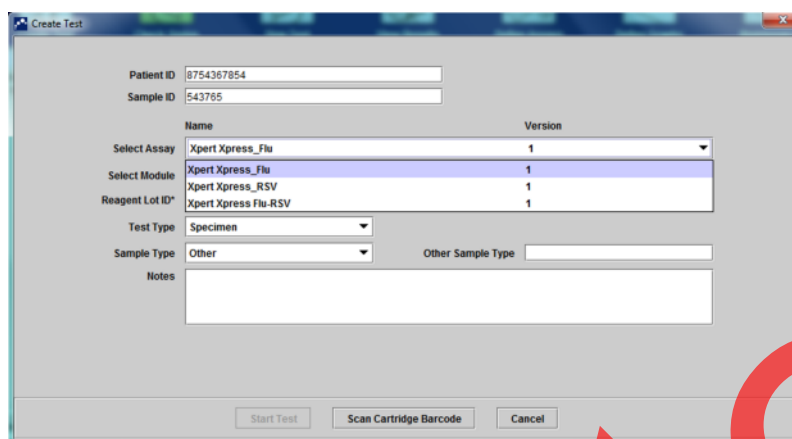 Create Test
Patient ID 8754367854
Sample ID 543765
Name Version
Select Assay Xpert Xpress_Flu 1
Select Module Xpert Xpress_Flu 1
Xpert Xpress_RSV 1
Reagent Lot ID* Xpert Xpress Flu-RSV 1
Test Type Specimen
Sample Type Other Other Sample Type
Notes
Start Test Scan Cartridge Barcode Cancel